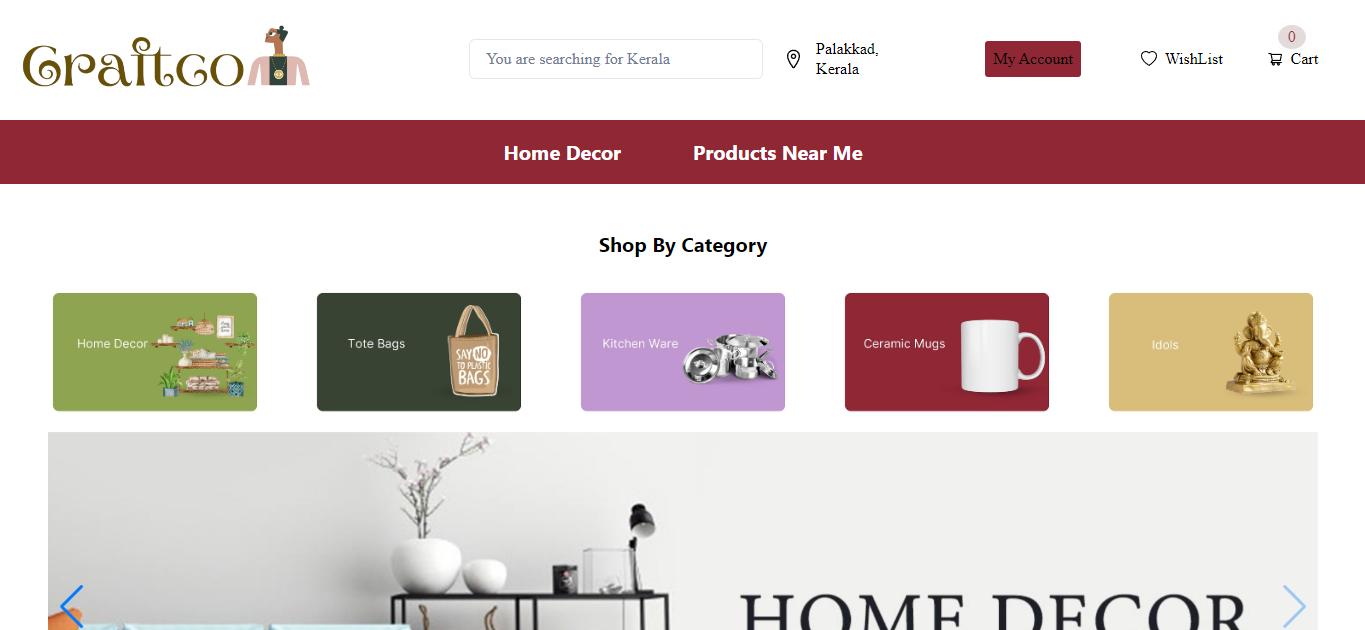 Craftco
You are searching for Kerala
Palakkad,
Kerala
My Account
WishList
0
Cart
Home Decor
Products Near Me
Shop By Category
Home Decor
Tote Bags
SAY NO
TO PLASTIC
BAGS
Kitchen Ware
Ceramic Mugs
Idols
HOME DECOR